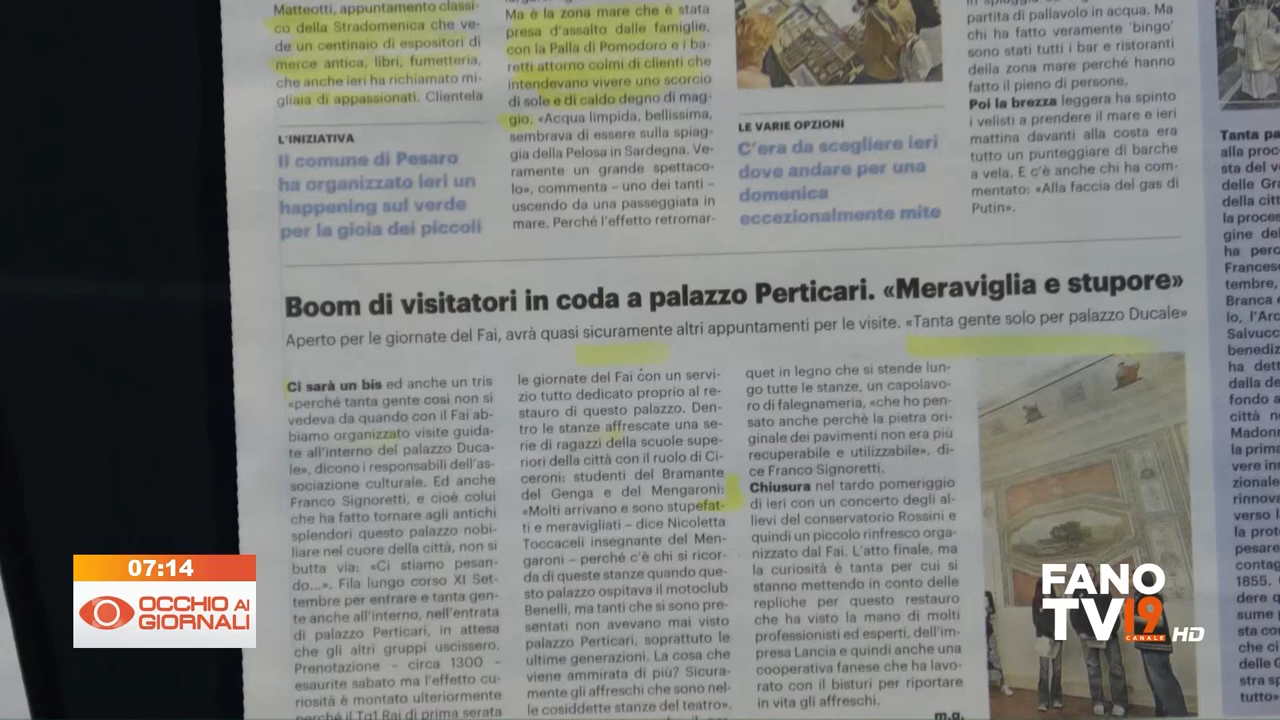 Matteotti, appuntamento classi-
co della Stradomenica che ve-
de un centinaio di espositori di
merce antica, libri, fumetteria,
che anche ieri ha richiamato mi-
gliaia di appassionati. Clientela
L'INIZIATIVA
Il comune di Pesaro
ha organizzato ieri un
happening sul verde
per la gioia dei piccoli
Ma è la zona mare che è stata
presa d'assalto dalle famiglie,
con la Palla di Pomodoro e i ba-
retti attorno colmi di clienti che
intendevano vivere uno scorcio
di sole e di caldo degno di mag-
gio. «Acqua limpida, bellissima,
sembrava di essere sulla spiag-
gia della Pelosa in Sardegna. Ve-
ramente un grande spettaco-
lo», commenta – uno dei tanti –
uscendo da una passeggiata in
mare. Perché l'effetto retromar-
LE VARIE OPZIONI
C'era da scegliere ieri
dove andare per una
domenica
eccezionalmente mite
partita di pallavolo in acqua. Ma
chi ha fatto veramente 'bingo'
sono stati tutti i bar e ristoranti
della zona mare perché hanno
fatto il pieno di persone.
Poi la brezza leggera ha spinto
i velisti a prendere il mare e ieri
mattina davanti alla costa era
tutto un punteggiare di barche
a vela. E c'è anche chi ha com-
mentato: «Alla faccia del gas di
Putin».
Boom di visitatori in coda a palazzo Perticari. «Meraviglia e stupore»
Aperto per le giornate del Fai, avrà quasi sicuramente altri appuntamenti per le visite. «Tanta gente solo per palazzo Ducale»
Ci sarà un bis ed anche un tris
«perché tanta gente così non si
vedeva da quando con il Fai ab-
biamo organizzato visite guida-
te all'interno del palazzo Duca-
le», dicono i responsabili dell'as-
sociazione culturale. Ed anche
Franco Signoretti, e cioè colui
che ha fatto tornare agli antichi
splendori questo palazzo nobi-
liare nel cuore della città, non si
butta via: «Ci stiamo pesan-
do...». Fila lungo corso XI Set-
tembre per entrare e tanta gen-
te anche all'interno, nell'entrata
di palazzo Perticari, in attesa
che gli altri gruppi uscissero.
Prenotazione – circa 1300 –
esaurite sabato ma l'effetto cu-
riosità è montato ulteriormente
perché il Tg1 Rai di prima serata
le giornate del Fai con un servi-
zio tutto dedicato proprio al re-
stauro di questo palazzo. Den-
tro le stanze affrescate una se-
rie di ragazzi della scuole supe-
riori della città con il ruolo di Ci-
ceroni: studenti del Bramante
del Genga e del Mengaroni:
«Molti arrivano e sono stupefat-
ti e meravigliati – dice Nicoletta
Toccaceli insegnante del Men-
garoni – perché c'è chi si ricor-
da di queste stanze quando que-
sto palazzo ospitava il motoclub
Benelli, ma tanti che si sono pre-
sentati non avevano mai visto
palazzo Perticari, soprattutto le
ultime generazioni. La cosa che
viene ammirata di più? Sicura-
mente gli affreschi che sono nel-
le cosiddette stanze del teatro».
quet in legno che si stende lun-
go tutte le stanze, un capolavo-
ro di falegnameria, «che ho pen-
sato anche perchè la pietra ori-
ginale dei pavimenti non era più
recuperabile e utilizzabile», di-
ce Franco Signoretti.
Chiusura nel tardo pomeriggio
di ieri con un concerto degli al-
lievi del conservatorio Rossini e
quindi un piccolo rinfresco orga-
nizzato dal Fai. L'atto finale, ma
la curiosità è tanta per cui si
stanno mettendo in conto delle
repliche per questo restauro
che ha visto la mano di molti
professionisti ed esperti, dell'im-
presa Lancia e quindi anche una
cooperativa fanese che ha lavo-
rato con il bisturi per riportare
in vita gli affreschi.
m.g.
Tanta
alla proc
sta del
delle
della
la
ha
tembre,
Branca
ha
dalla
fondo
città
la prima
verso
1855.
07:14
OCCHIO AI
GIORNALI
FANO
TV19
CANALE
HD